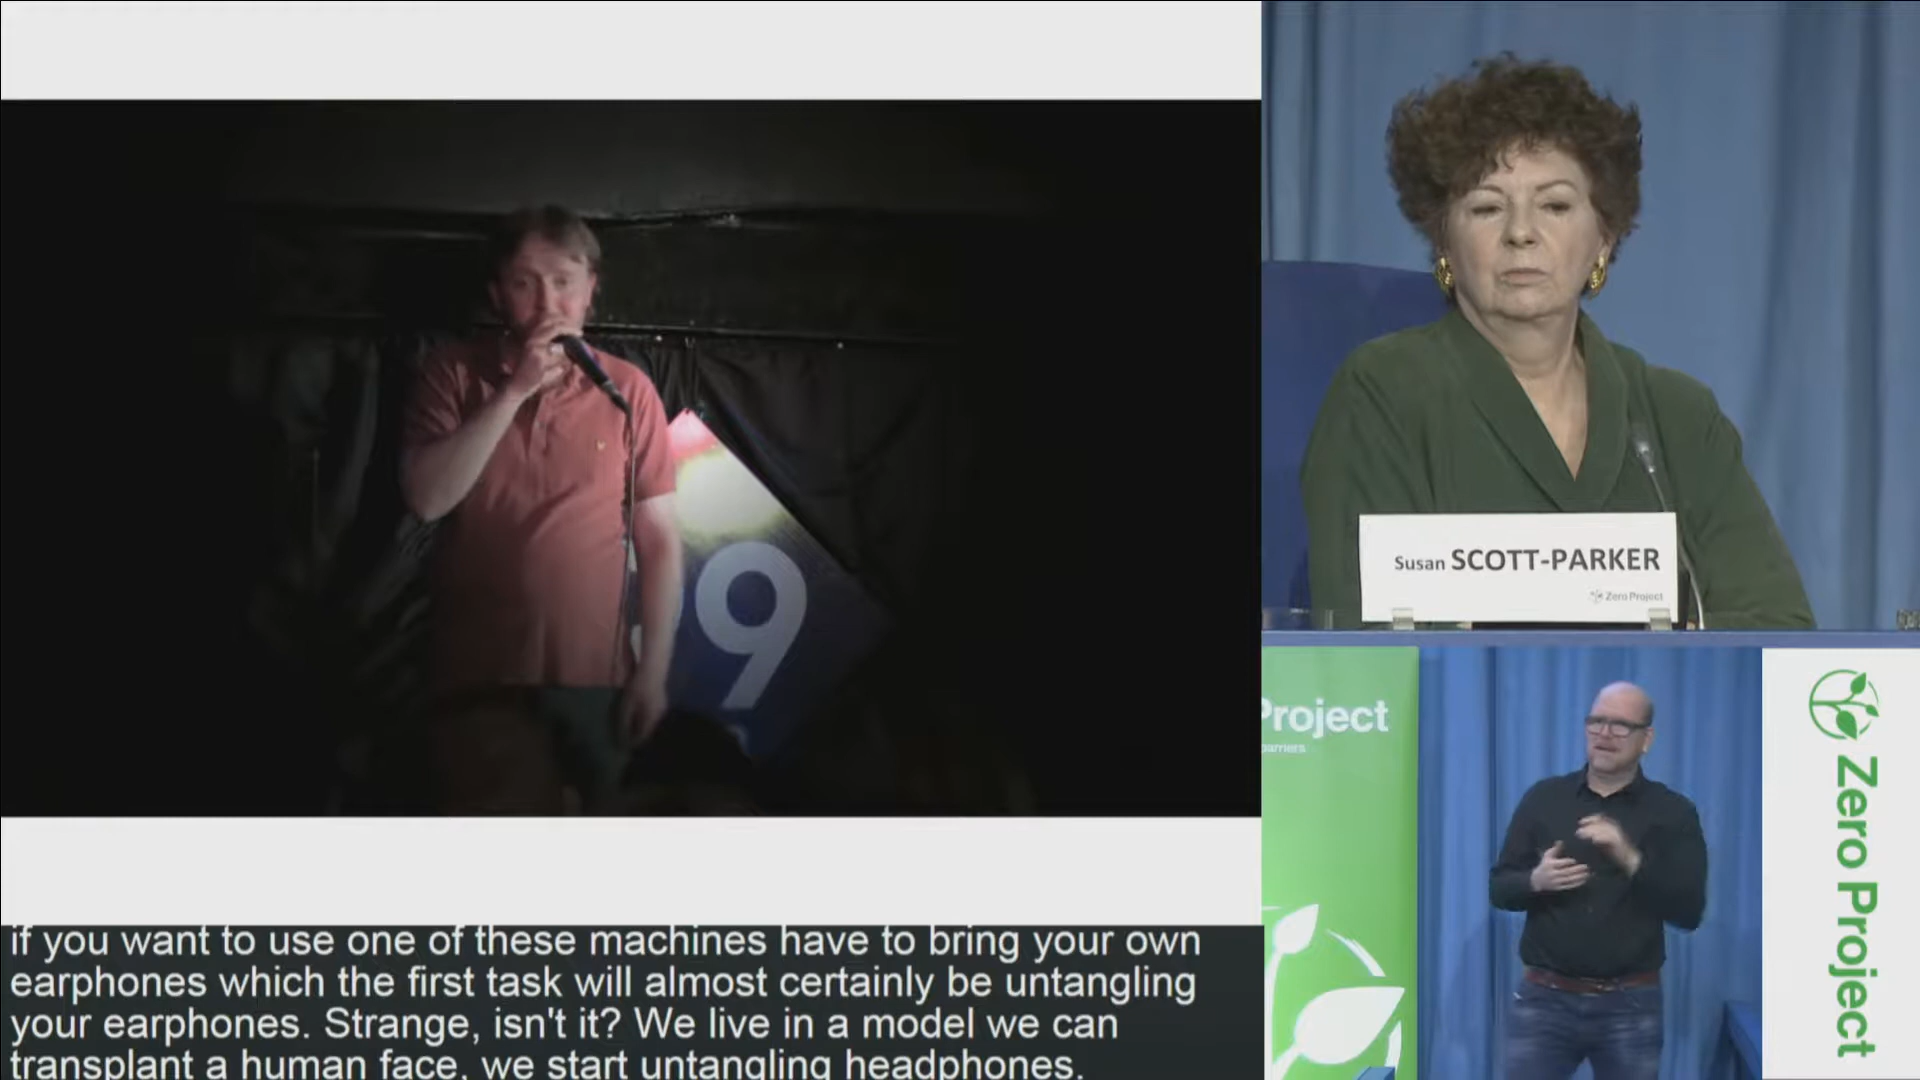 9
Susan SCOTT-PARKER
Zero Project
Project
barriers
Zero Project
if you want to use one of these machines have to bring your own
earphones which the first task will almost certainly be untangling
your earphones. Strange, isn't it? We live in a model we can
transplant a human face, we start untangling headphones.